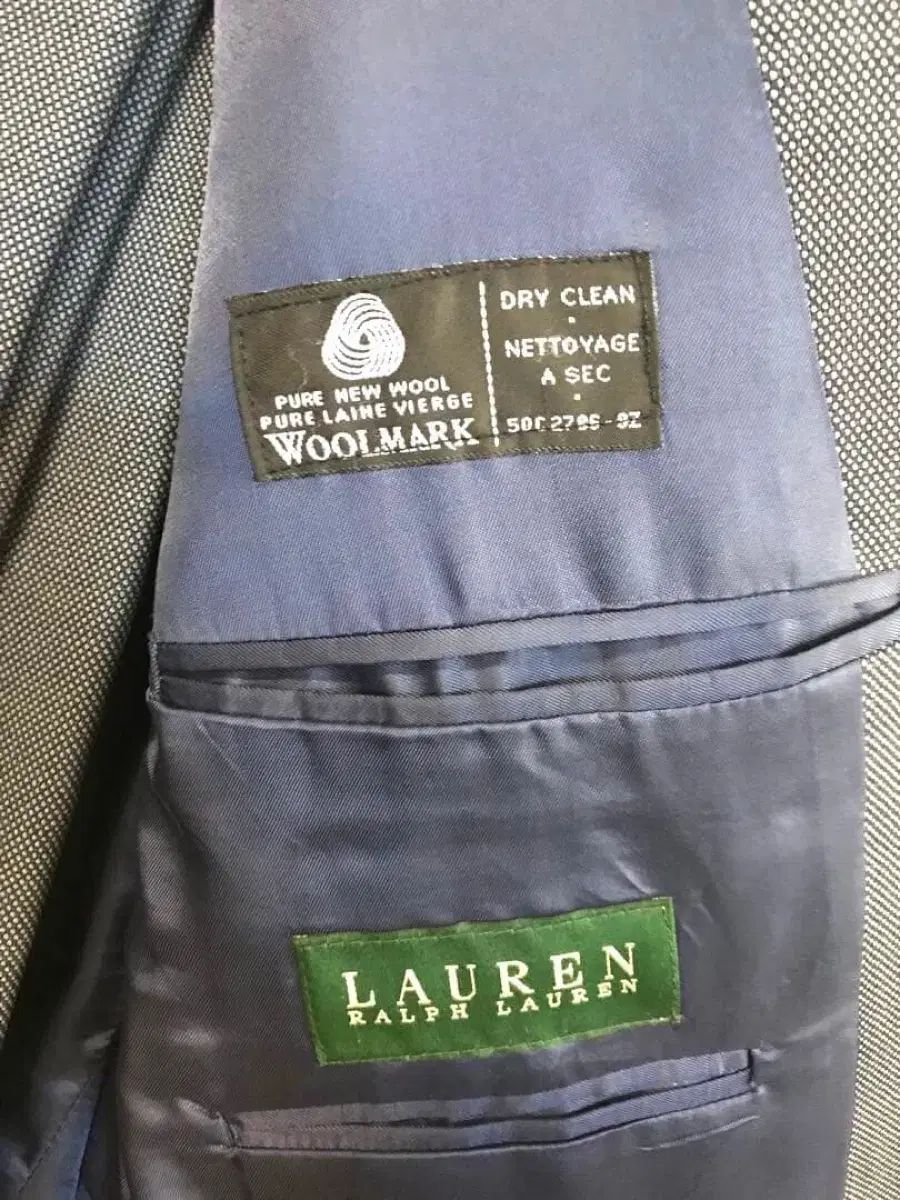 PURE NEW WOOL
PURE LAINE VIERGE
WOOLMARK
DRY CLEAN
NETTOYAGE
A SEC
LAUREN
RALPH LAUREN